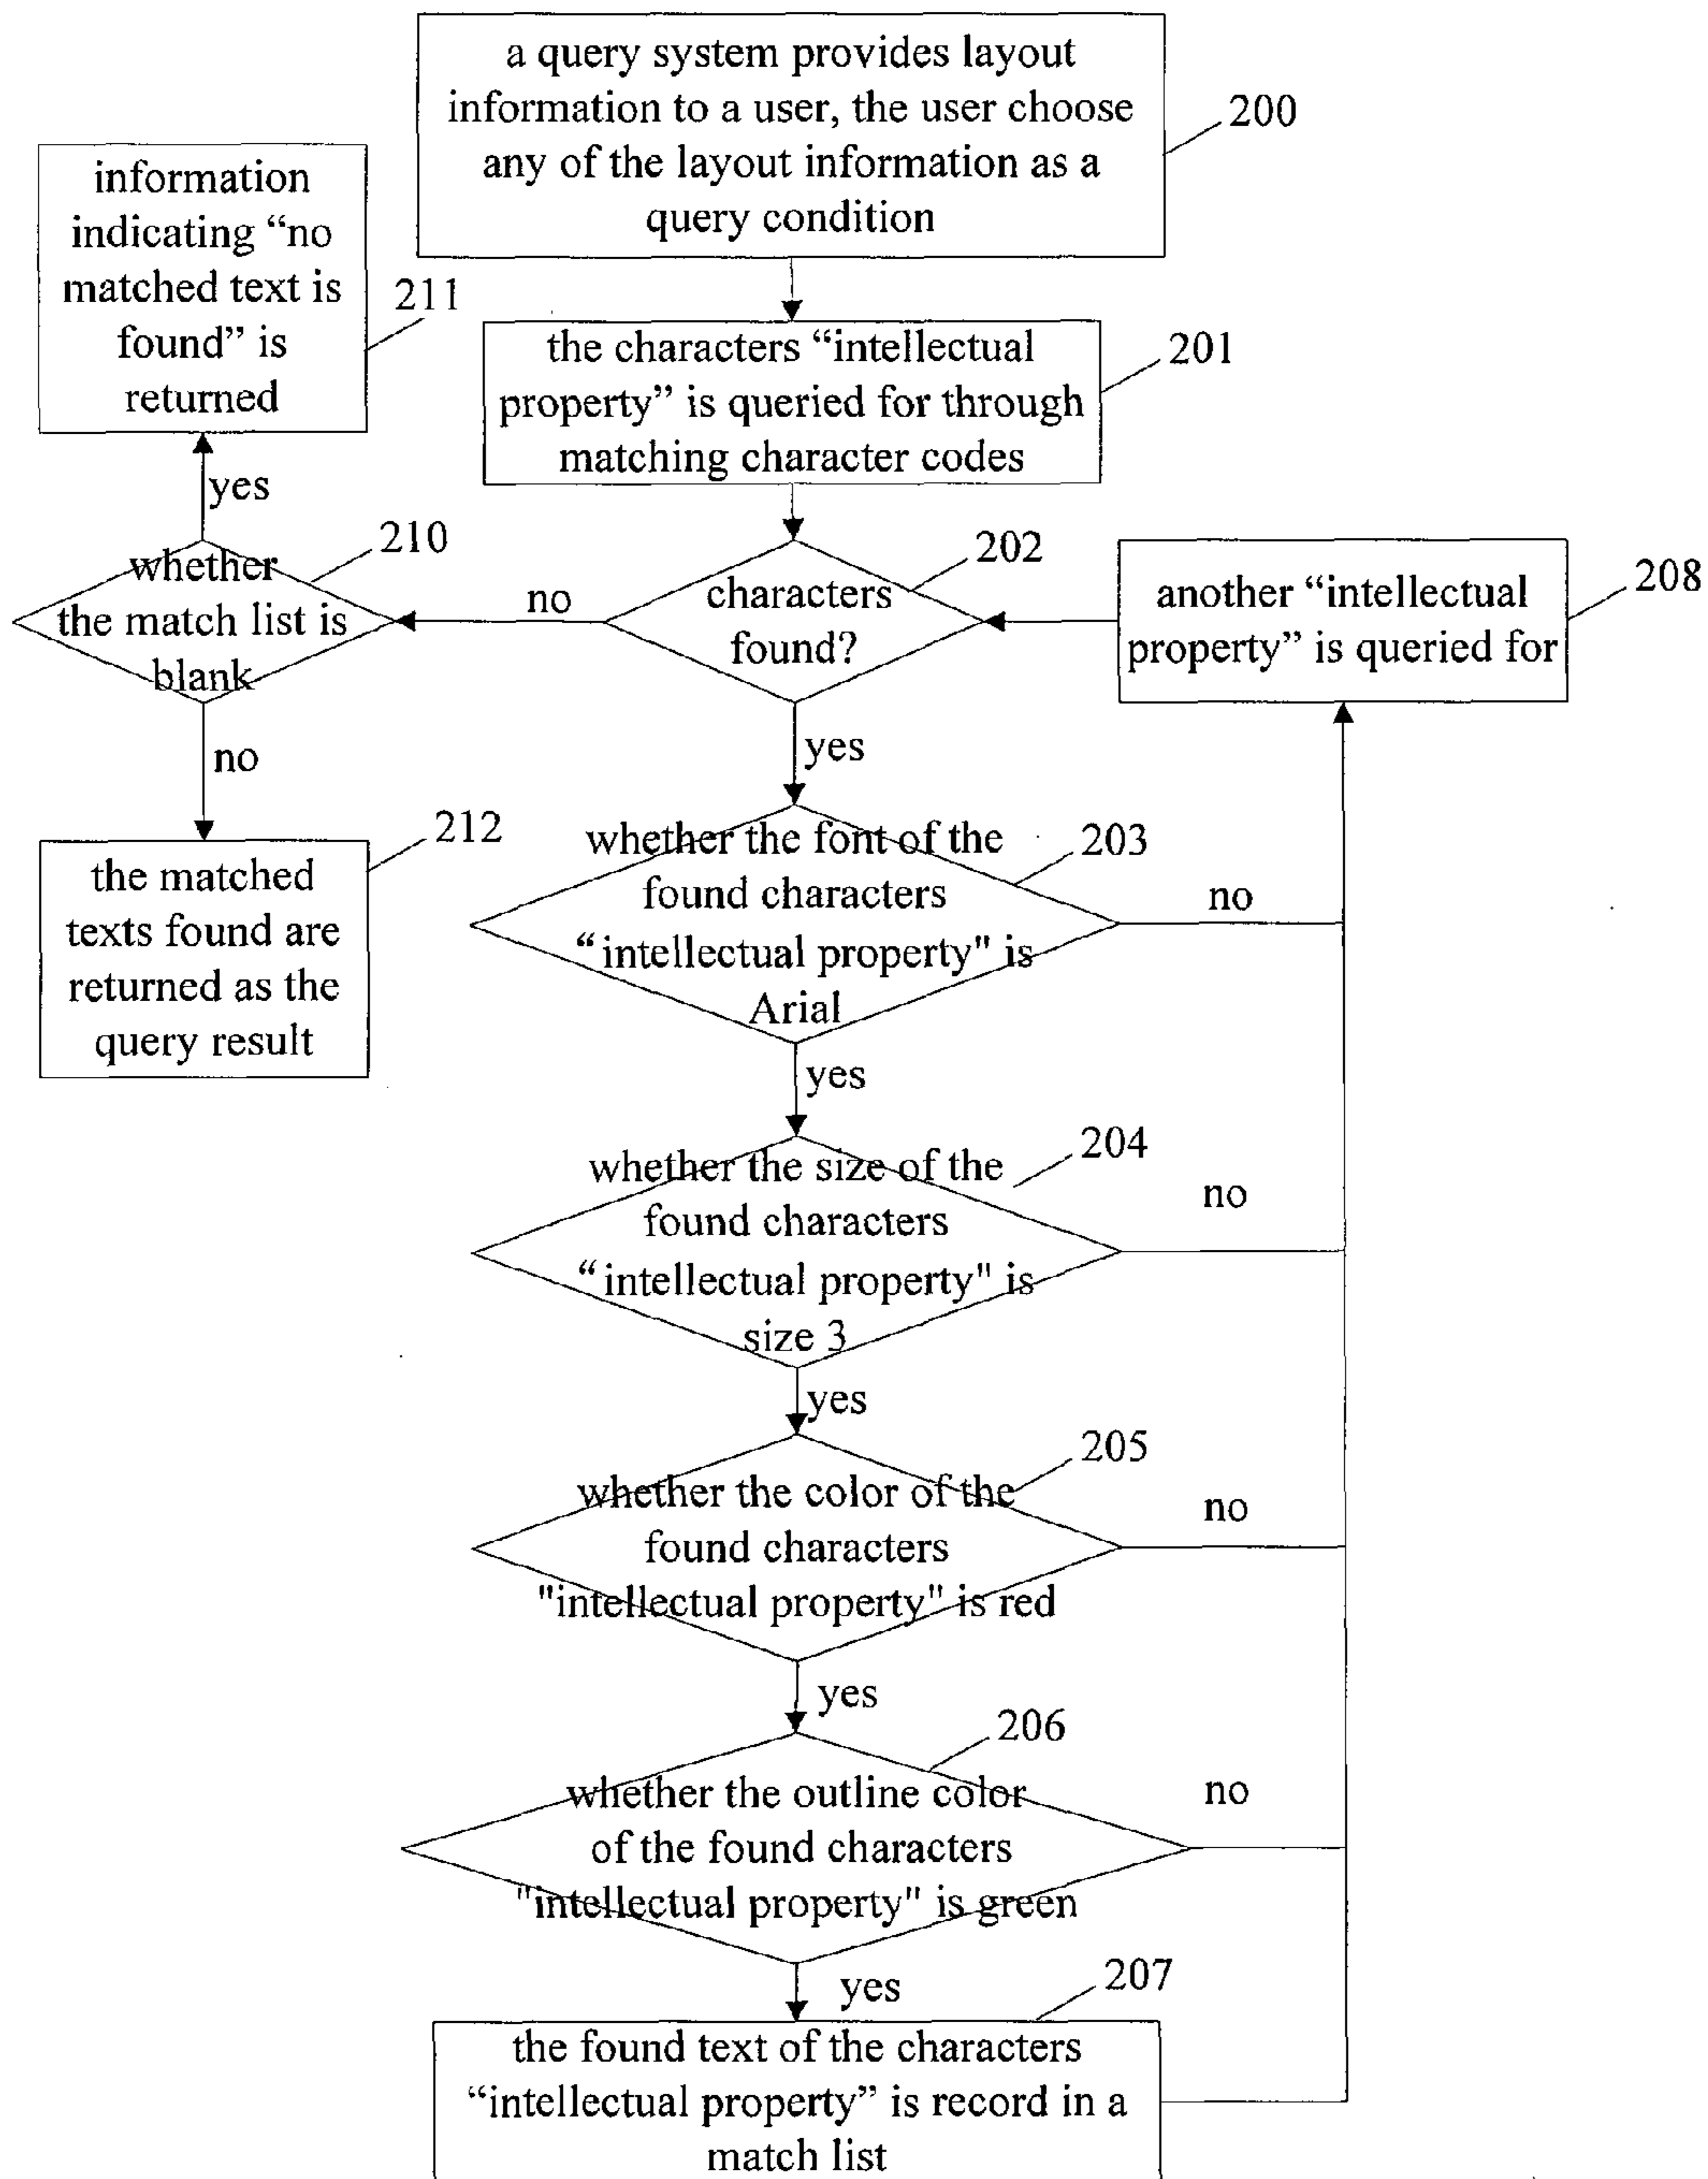 a query system provides layout
information to a user, the user choose
any of the layout information as a
query condition
200
information
indicating “no
matched text is
found” is
returned
211
the characters “intellectual
property” is queried for through
matching character codes
201
yes
whether
the match list is
blank
210
no
characters
found?
202
another “intellectual
property” is queried for
208
no
yes
the matched
texts found are
returned as the
query result
212
whether the font of the
found characters
“intellectual property" is
Arial
203
no
yes
whether the size of the
found characters
“intellectual property" is
size 3
204
no
yes
whether the color of the
found characters
"intellectual property" is red
205
no
yes
whether the outline color
of the found characters
"intellectual property" is green
206
no
yes
the found text of the characters
“intellectual property” is record in a
match list
207